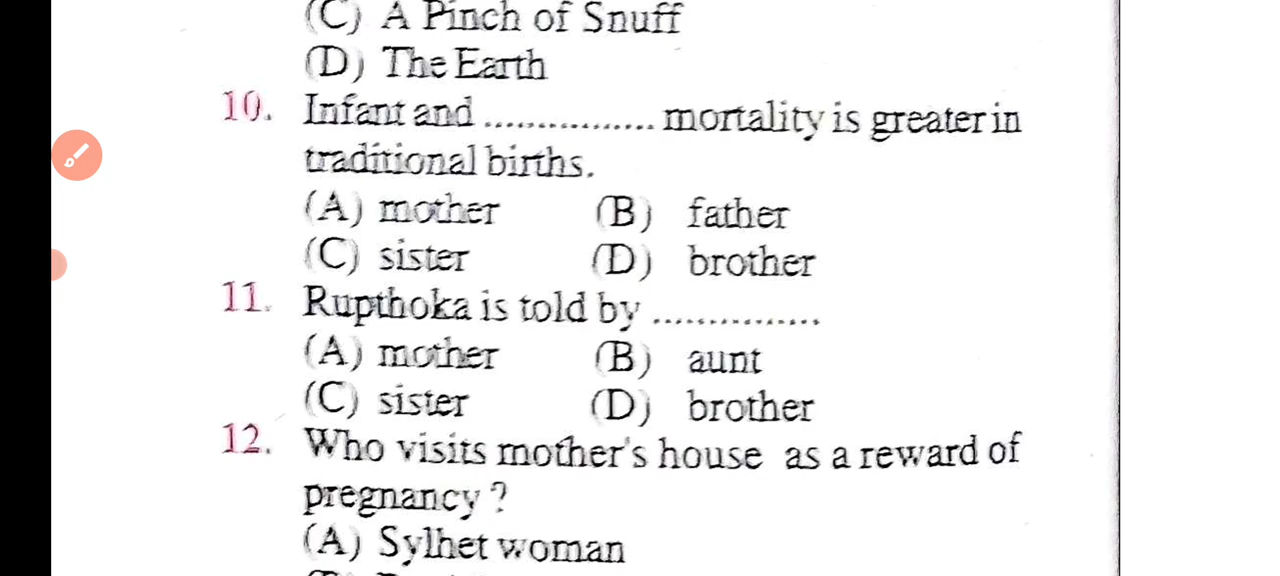 (C) A Pinch of Snuff
(D) The Earth
10. Infant and ................ mortality is greater in
traditional births.
(A) mother (B) father
(C) sister (D) brother
11. Rupthoka is told by ...............
(A) mother (B) aunt
(C) sister (D) brother
12. Who visits mother's house as a reward of
pregnancy ?
(A) Sylhet woman